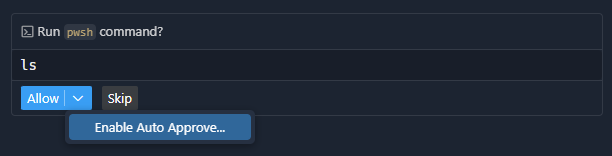 Run pwsh command?
ls
Allow Skip
Enable Auto Approve...